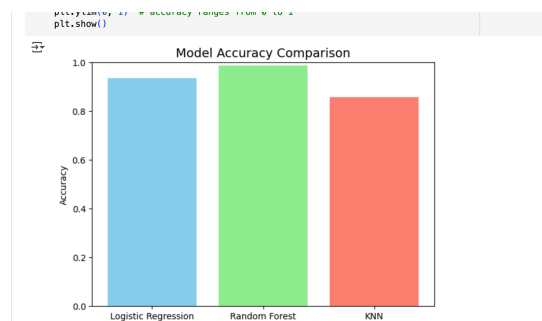 plt.ylim(0, 1) # accuracy ranges from 0 to 1
plt.show()
Model Accuracy Comparison
1.0
0.8
0.6
0.4
0.2
0.0
Accuracy
Logistic Regression
Random Forest
KNN